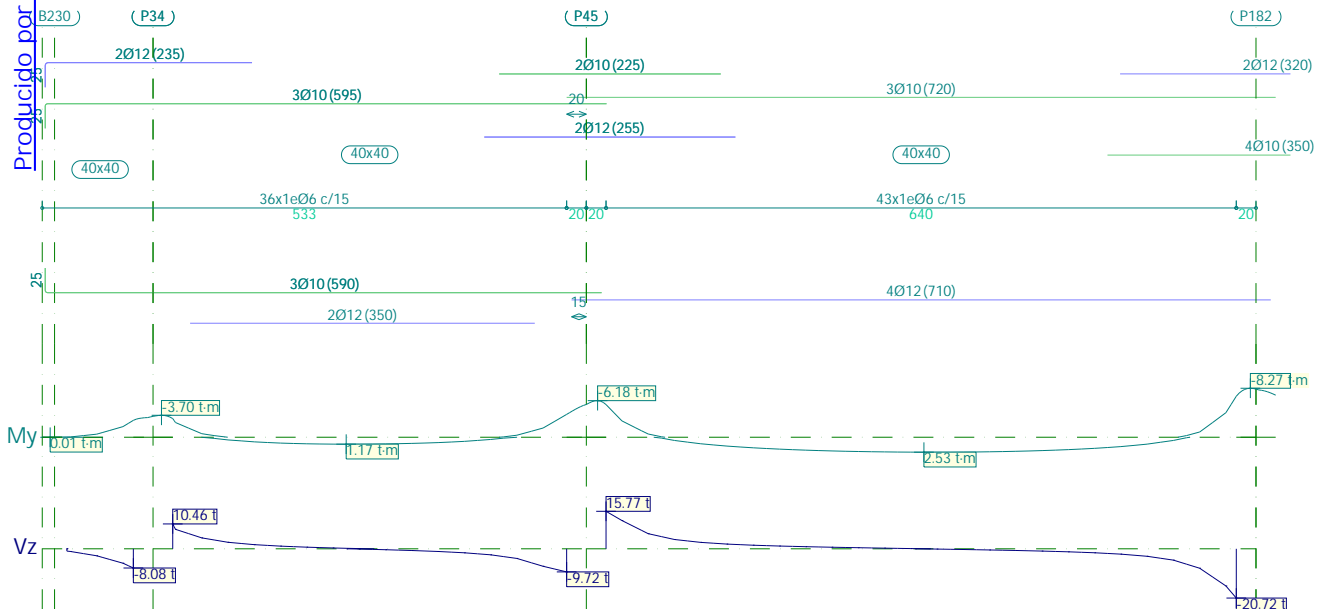 Producido por
B230
P34
P45
P182
2Ø12 (235)
25
2Ø10 (225)
2Ø12 (320)
3Ø10 (595)
25
20
3Ø10 (720)
2Ø12 (255)
40x40
40x40
40x40
4Ø10 (350)
36x1eØ6 c/15
533
20
20
43x1eØ6 c/15
640
20
25
3Ø10 (590)
15
4Ø12 (710)
2Ø12 (350)
My
0.01 t·m
-3.70 t·m
1.17 t·m
-6.18 t·m
2.53 t·m
-8.27 t·m
Vz
-8.08 t
10.46 t
-9.72 t
15.77 t
-20.72 t